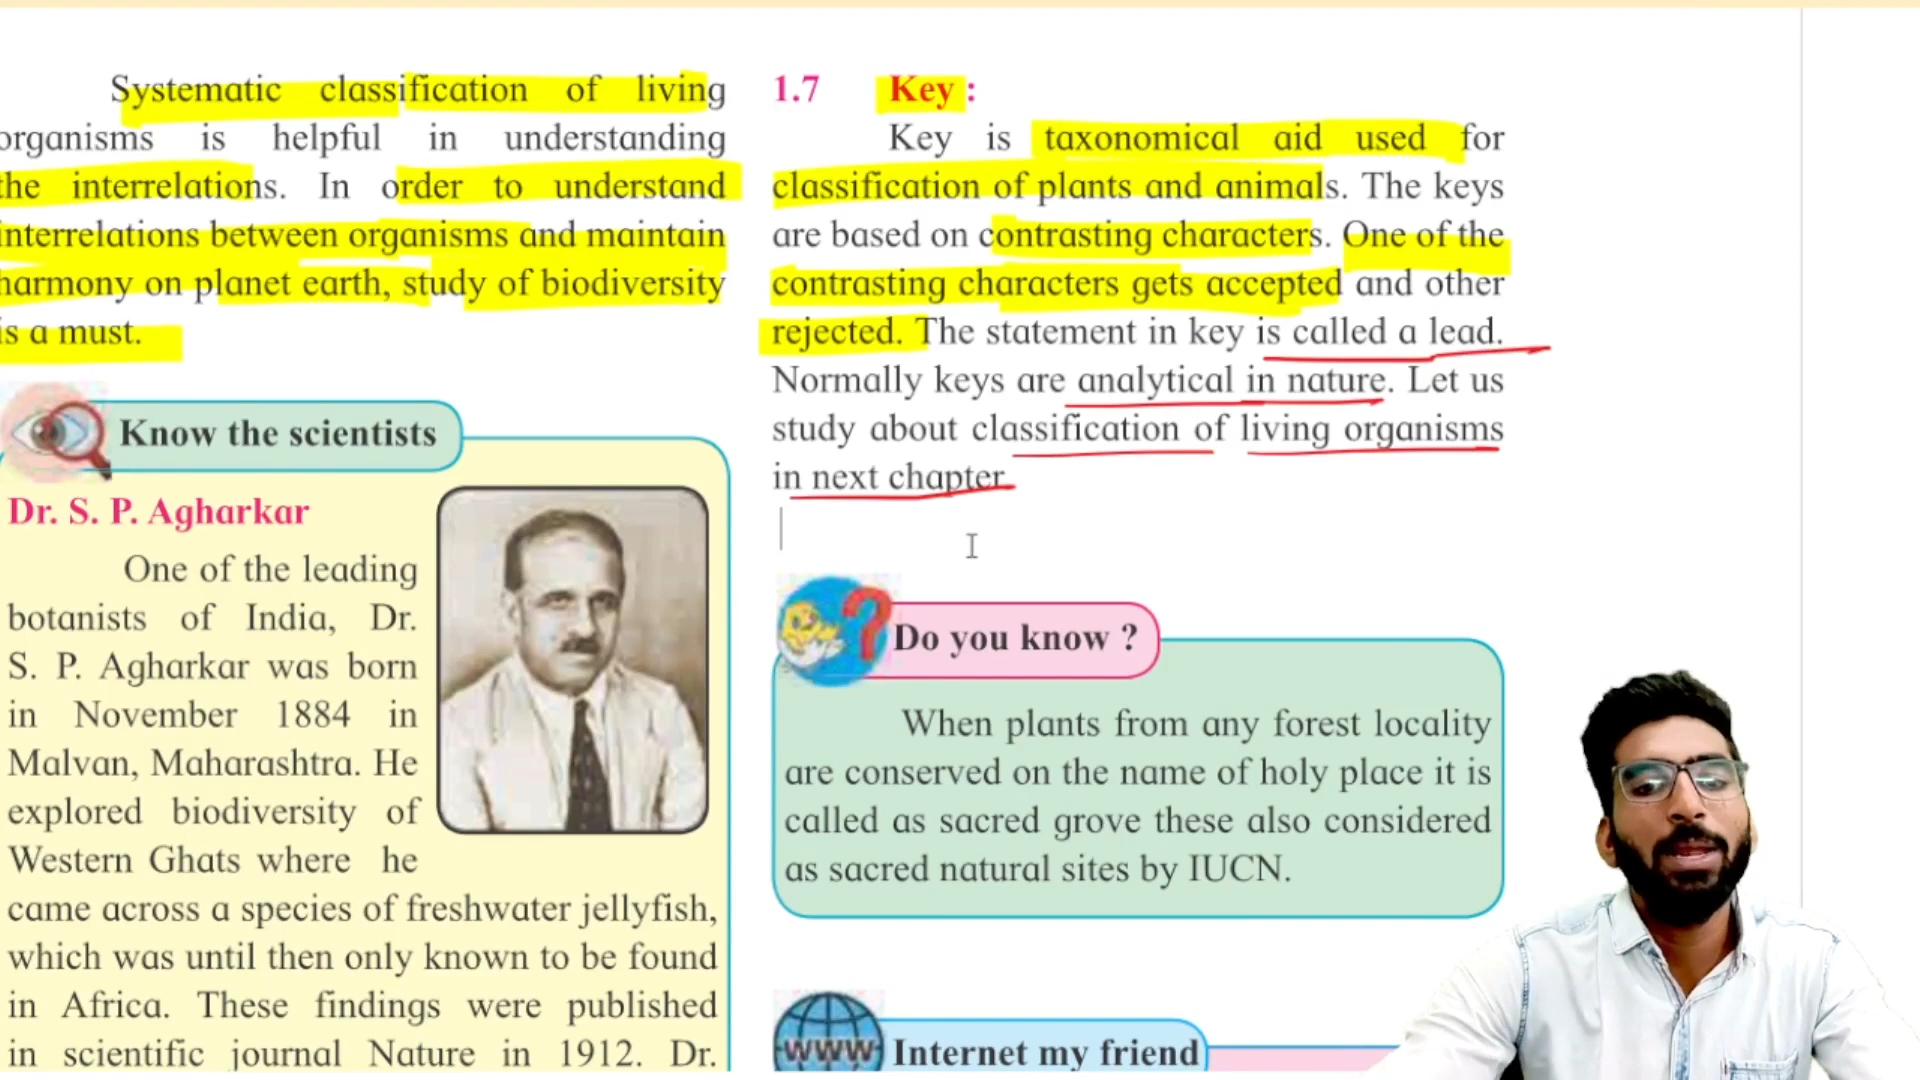 Systematic classification of living
organisms is helpful in understanding
the interrelations. In order to understand
interrelations between organisms and maintain
harmony on planet earth, study of biodiversity
is a must.
Know the scientists
Dr. S. P. Agharkar
One of the leading
botanists of India, Dr.
S. P. Agharkar was born
in November 1884 in
Malvan, Maharashtra. He
explored biodiversity of
Western Ghats where he
came across a species of freshwater jellyfish,
which was until then only known to be found
in Africa. These findings were published
in scientific journal Nature in 1912. Dr.
1.7 Key :
Key is taxonomical aid used for
classification of plants and animals. The keys
are based on contrasting characters. One of the
contrasting characters gets accepted and other
rejected. The statement in key is called a lead.
Normally keys are analytical in nature. Let us
study about classification of living organisms
in next chapter.
Do you know ?
When plants from any forest locality
are conserved on the name of holy place it is
called as sacred grove these also considered
as sacred natural sites by IUCN.
www
Internet my friend